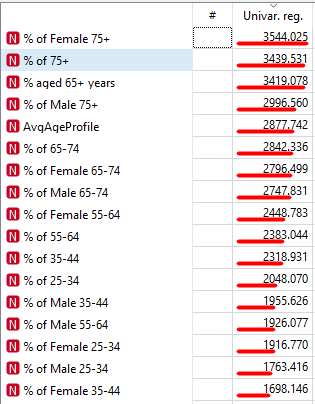 # Univar. reg.
N % of Female 75+ 3544.025
N % of 75+ 3439.531
N % aged 65+ years 3419.078
N % of Male 75+ 2996.560
N AvgAgeProfile 2877.742
N % of 65-74 2842.336
N % of Female 65-74 2796.499
N % of Male 65-74 2747.831
N % of Female 55-64 2448.783
N % of 55-64 2383.044
N % of 35-44 2318.931
N % of 25-34 2048.070
N % of Male 35-44 1955.626
N % of Male 55-64 1926.077
N % of Female 25-34 1916.770
N % of Male 25-34 1763.416
N % of Female 35-44 1698.146